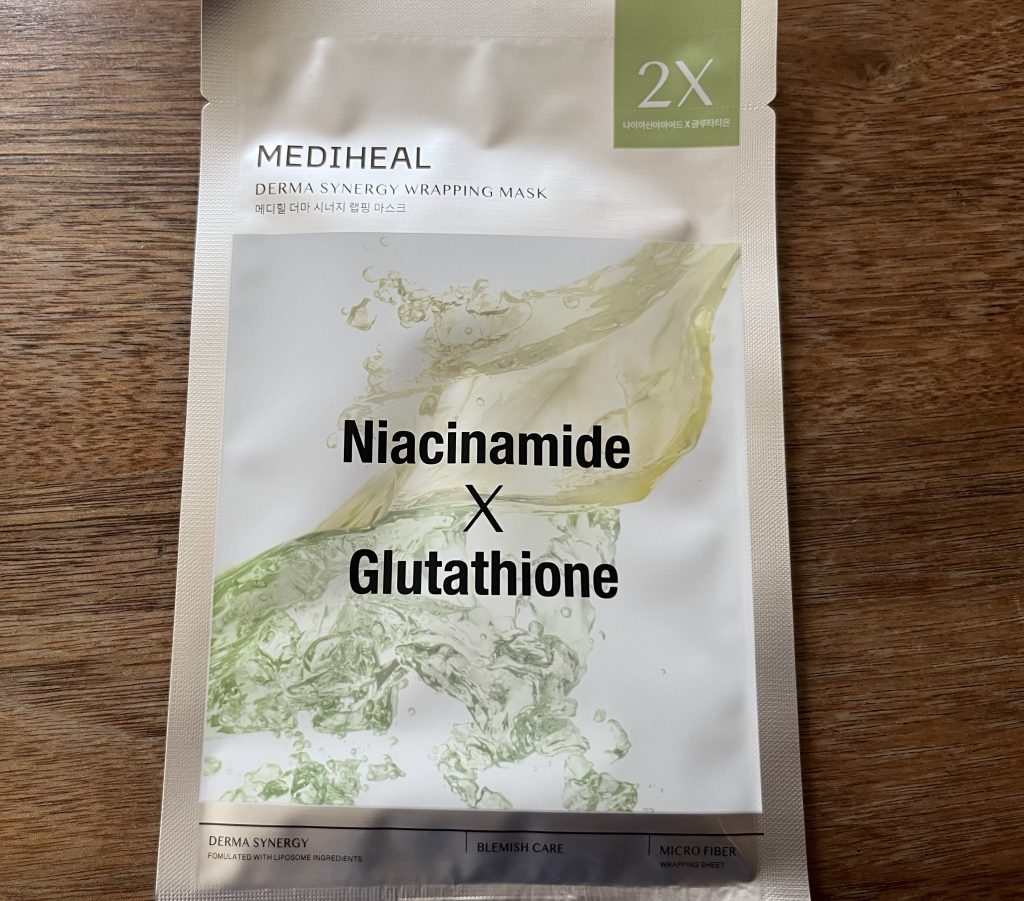 2X
나이아신아마이드 X 글루타티온
MEDIHEAL
DERMA SYNERGY WRAPPING MASK
메디힐 더마 시너지 랩핑 마스크
Niacinamide
X
Glutathione
DERMA SYNERGY
FOMULATED WITH LIPOSOME INGREDIENTS
BLEMISH CARE
MICRO FIBER
WRAPPING SHEET